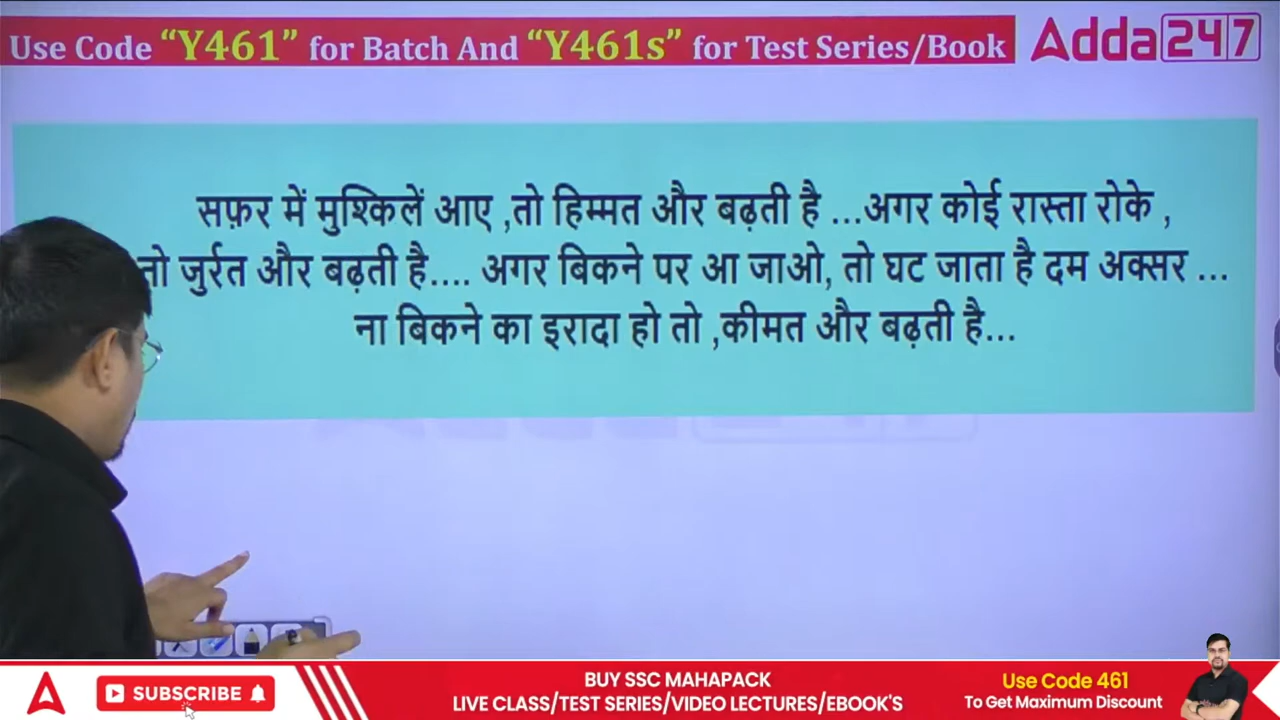 Use Code “Y461” for Batch And “Y461s” for Test Series/Book
Adda247
सफ़र में मुश्किलें आए ,तो हिम्मत और बढ़ती है ...अगर कोई रास्ता रोके ,
तो जुर्रत और बढ़ती है.... अगर बिकने पर आ जाओ, तो घट जाता है दम अक्सर ...
ना बिकने का इरादा हो तो ,कीमत और बढ़ती है...
SUBSCRIBE
BUY SSC MAHAPACK
LIVE CLASS/TEST SERIES/VIDEO LECTURES/EBOOK'S
Use Code 461
To Get Maximum Discount